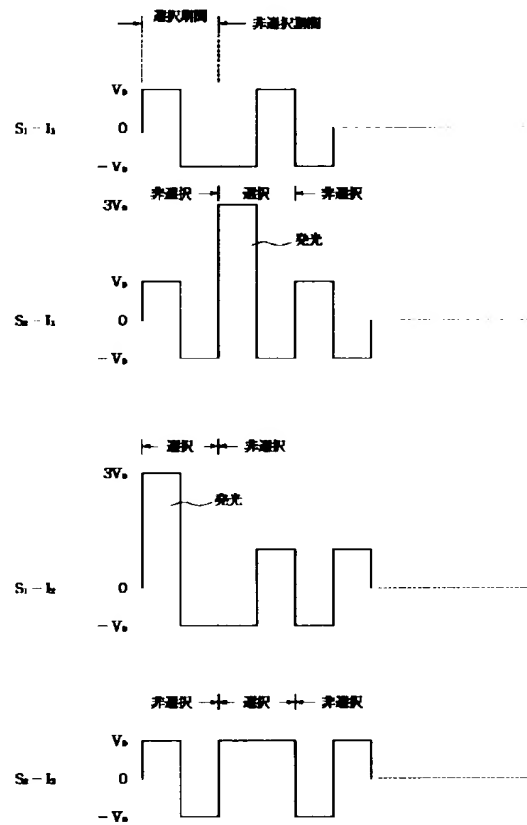 選択期間
非選択期間
V₀
S₁ − I₁
0
− V₀
非選択 選択 非選択
3V₀
発光
V₀
S₂ − I₁
0
− V₀
選択 非選択
3V₀
発光
S₁ − I₂
0
− V₀
非選択 選択 非選択
V₀
S₂ − I₂
0
− V₀